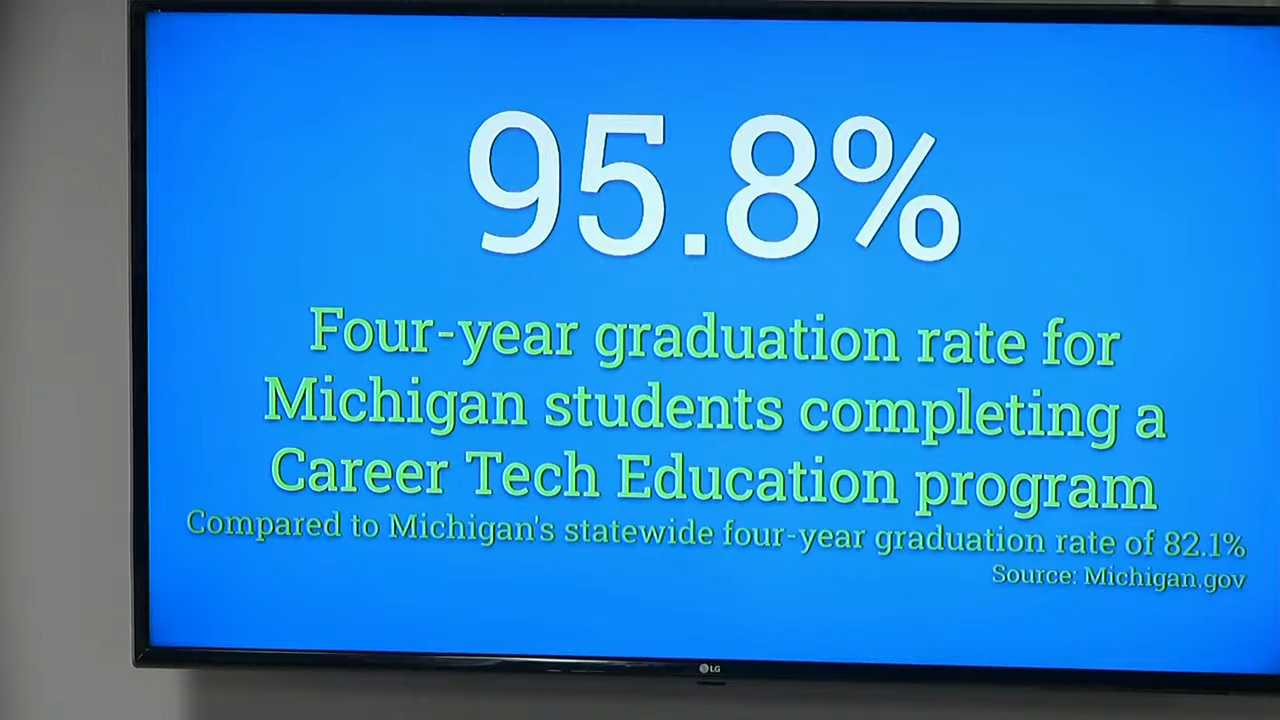 95.8%
Four-year graduation rate for
Michigan students completing a
Career Tech Education program
Compared to Michigan's statewide four-year graduation rate of 82.1%
Source: Michigan.gov
LG